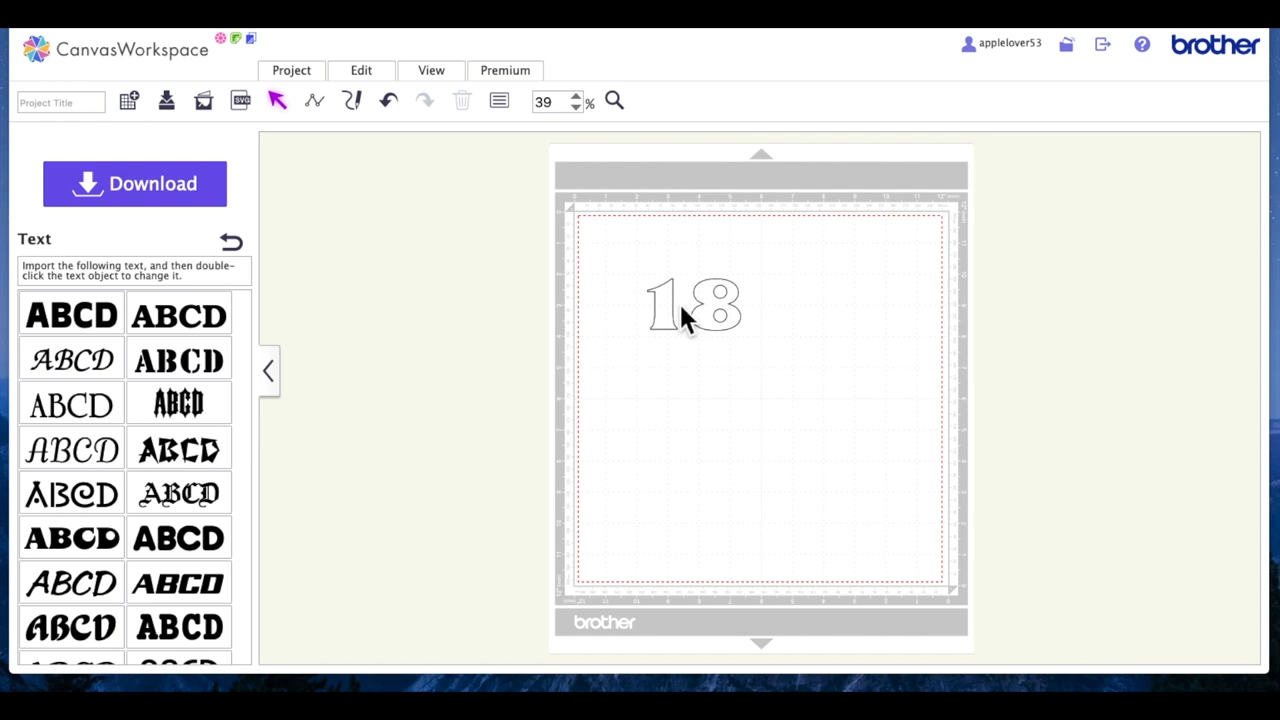 CanvasWorkspace
applelover53
brother
Project Edit View Premium
Project Title
SVG
39 %
Download
Text
Import the following text, and then double-
click the text object to change it.
ABCD ABCD
ABCD ABCD
ABCD ABCD
ABCD ABCD
ABCD ABCD
ABCD ABCD
ABCD ABCD
ABCD ABCD
18
brother